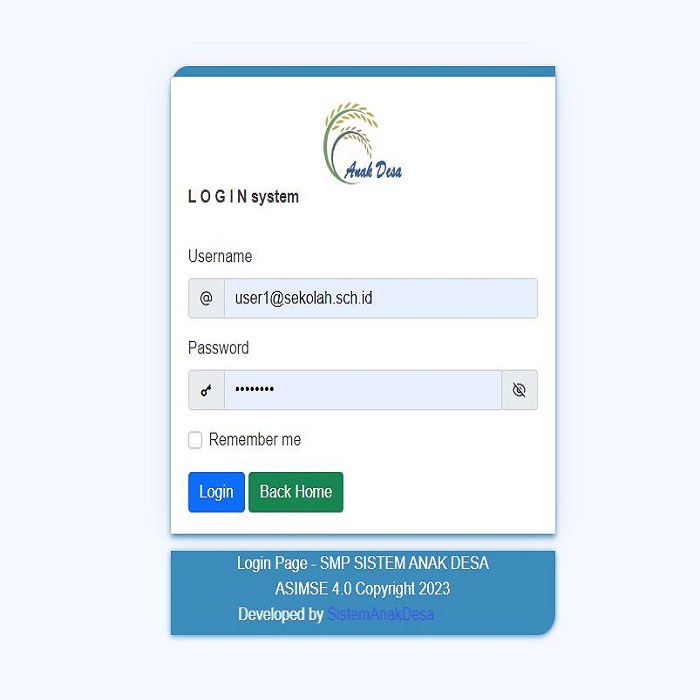 Anak Desa
L O G I N system
Username
@ user1@sekolah.sch.id
Password
••••••••
Remember me
Login Back Home
Login Page - SMP SISTEM ANAK DESA
ASIMSE 4.0 Copyright 2023
Developed by SistemAnakDesa